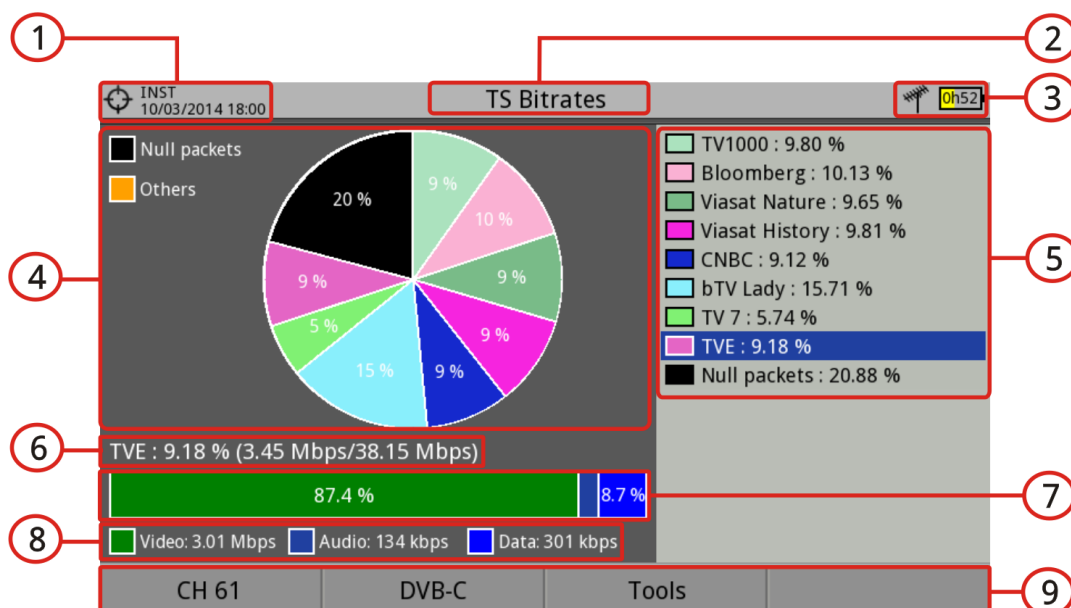 1
2
3
INST
10/03/2014 18:00
TS Bitrates
0h52
4
Null packets
Others
9 %
10 %
9 %
9 %
9 %
15 %
5 %
9 %
20 %
5
TV1000 : 9.80 %
Bloomberg : 10.13 %
Viasat Nature : 9.65 %
Viasat History : 9.81 %
CNBC : 9.12 %
bTV Lady : 15.71 %
TV 7 : 5.74 %
TVE : 9.18 %
Null packets : 20.88 %
6
TVE : 9.18 % (3.45 Mbps/38.15 Mbps)
87.4 %
8.7 %
7
8
Video: 3.01 Mbps
Audio: 134 kbps
Data: 301 kbps
CH 61
DVB-C
Tools
9